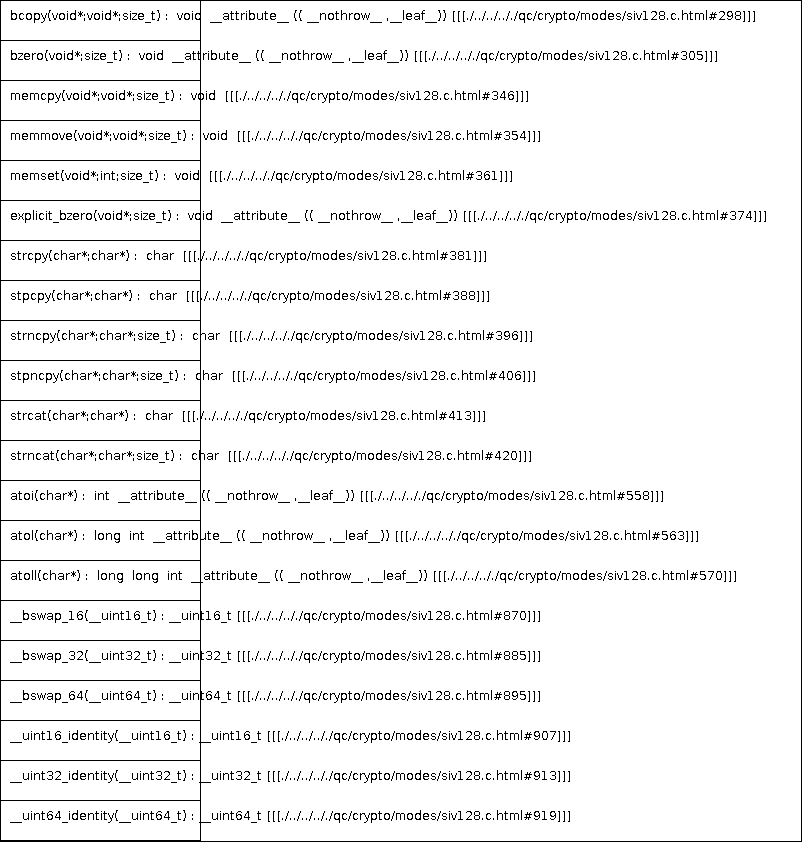 bcopy(void*;void*;size_t) : void __attribute__ (( __nothrow__ ,__leaf__)) [[[./../../../../qc/crypto/modes/siv128.c.html#298]]]
bzero(void*;size_t) : void __attribute__ (( __nothrow__ ,__leaf__)) [[[./../../../../qc/crypto/modes/siv128.c.html#305]]]
memcpy(void*;void*;size_t) : void [[[./../../../../qc/crypto/modes/siv128.c.html#346]]]
memmove(void*;void*;size_t) : void [[[./../../../../qc/crypto/modes/siv128.c.html#354]]]
memset(void*;int;size_t) : void [[[./../../../../qc/crypto/modes/siv128.c.html#361]]]
explicit_bzero(void*;size_t) : void __attribute__ (( __nothrow__ ,__leaf__)) [[[./../../../../qc/crypto/modes/siv128.c.html#374]]]
strcpy(char*;char*) : char [[[./../../../../qc/crypto/modes/siv128.c.html#381]]]
stpcpy(char*;char*) : char [[[./../../../../qc/crypto/modes/siv128.c.html#388]]]
strncpy(char*;char*;size_t) : char [[[./../../../../qc/crypto/modes/siv128.c.html#396]]]
stpncpy(char*;char*;size_t) : char [[[./../../../../qc/crypto/modes/siv128.c.html#406]]]
strcat(char*;char*) : char [[[./../../../../qc/crypto/modes/siv128.c.html#413]]]
strncat(char*;char*;size_t) : char [[[./../../../../qc/crypto/modes/siv128.c.html#420]]]
atoi(char*) : int __attribute__ (( __nothrow__ ,__leaf__)) [[[./../../../../qc/crypto/modes/siv128.c.html#558]]]
atol(char*) : long int __attribute__ (( __nothrow__ ,__leaf__)) [[[./../../../../qc/crypto/modes/siv128.c.html#563]]]
atoll(char*) : long long int __attribute__ (( __nothrow__ ,__leaf__)) [[[./../../../../qc/crypto/modes/siv128.c.html#570]]]
__bswap_16(__uint16_t) : __uint16_t [[[./../../../../qc/crypto/modes/siv128.c.html#870]]]
__bswap_32(__uint32_t) : __uint32_t [[[./../../../../qc/crypto/modes/siv128.c.html#885]]]
__bswap_64(__uint64_t) : __uint64_t [[[./../../../../qc/crypto/modes/siv128.c.html#895]]]
__uint16_identity(__uint16_t) : __uint16_t [[[./../../../../qc/crypto/modes/siv128.c.html#907]]]
__uint32_identity(__uint32_t) : __uint32_t [[[./../../../../qc/crypto/modes/siv128.c.html#913]]]
__uint64_identity(__uint64_t) : __uint64_t [[[./../../../../qc/crypto/modes/siv128.c.html#919]]]